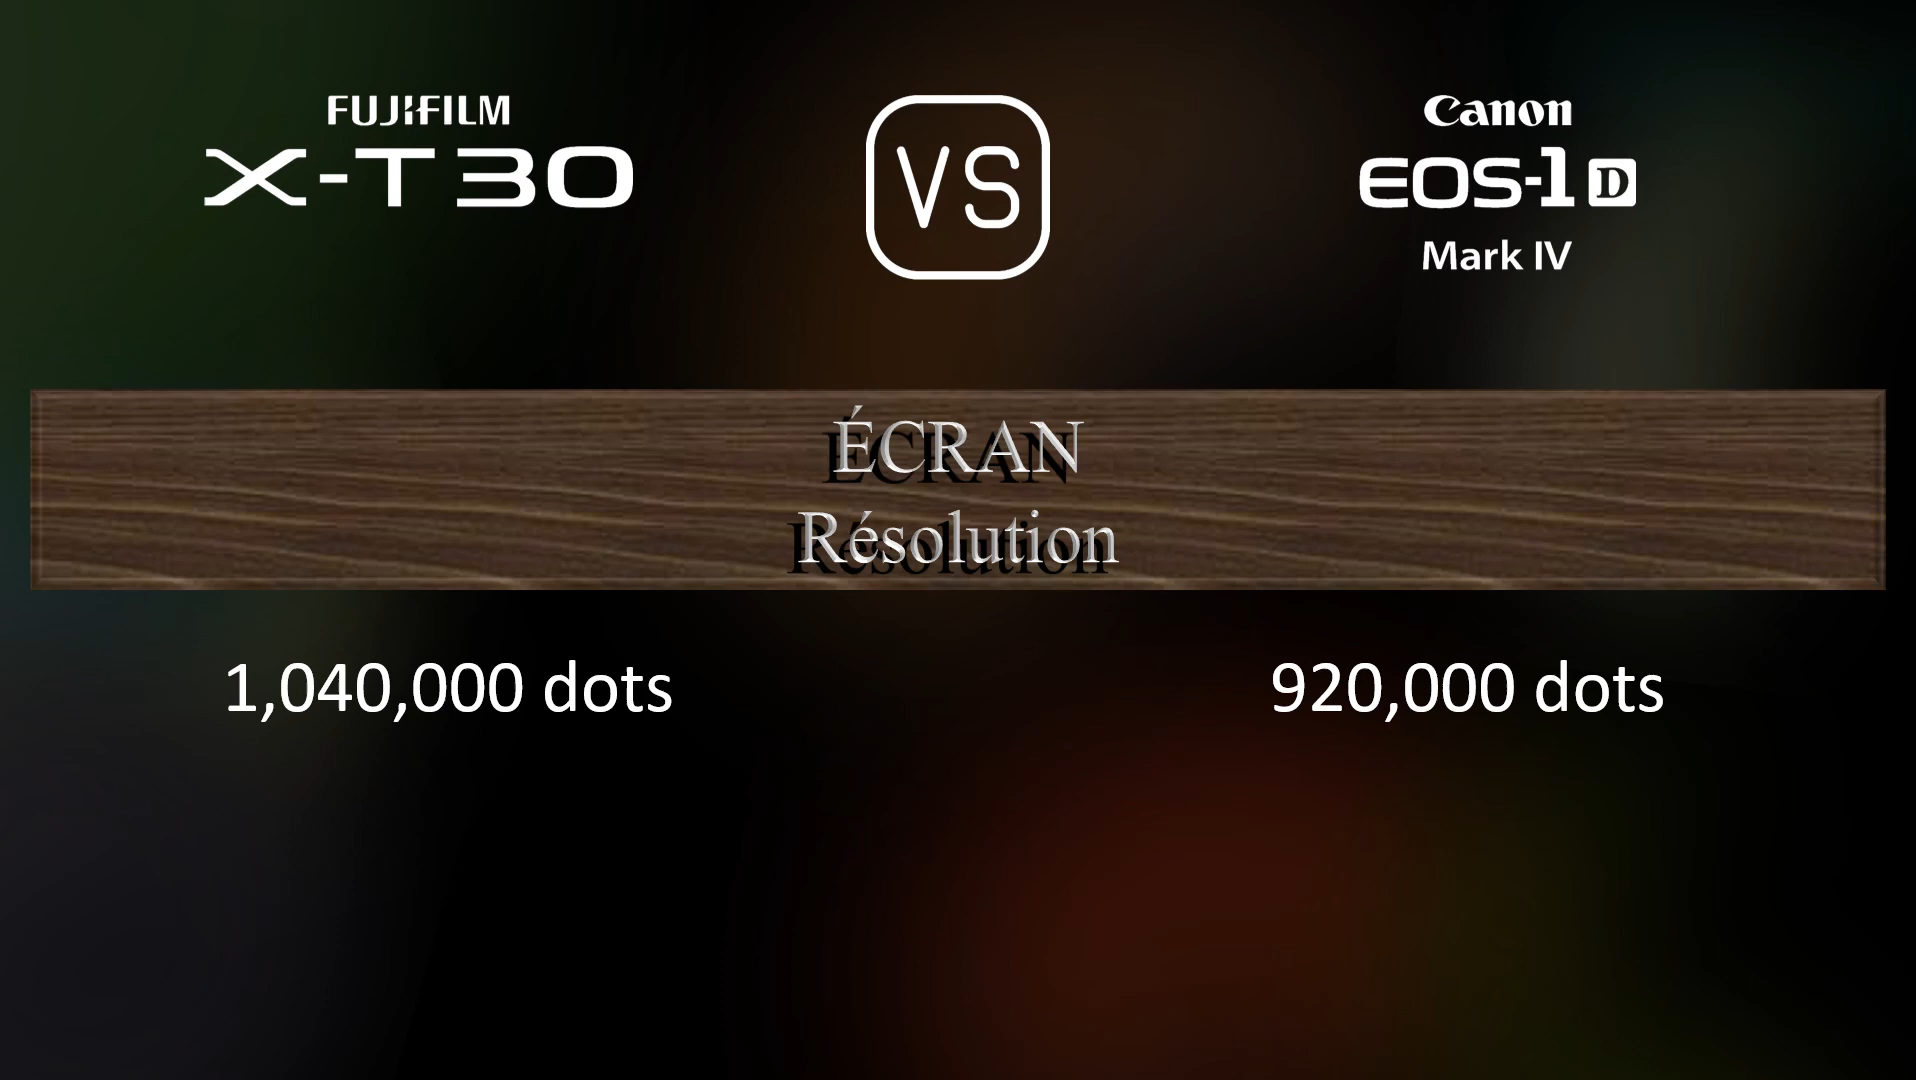 FUJIFILM
X-T30
VS
Canon
EOS-1D
Mark IV
ÉCRAN
Résolution
1,040,000 dots
920,000 dots